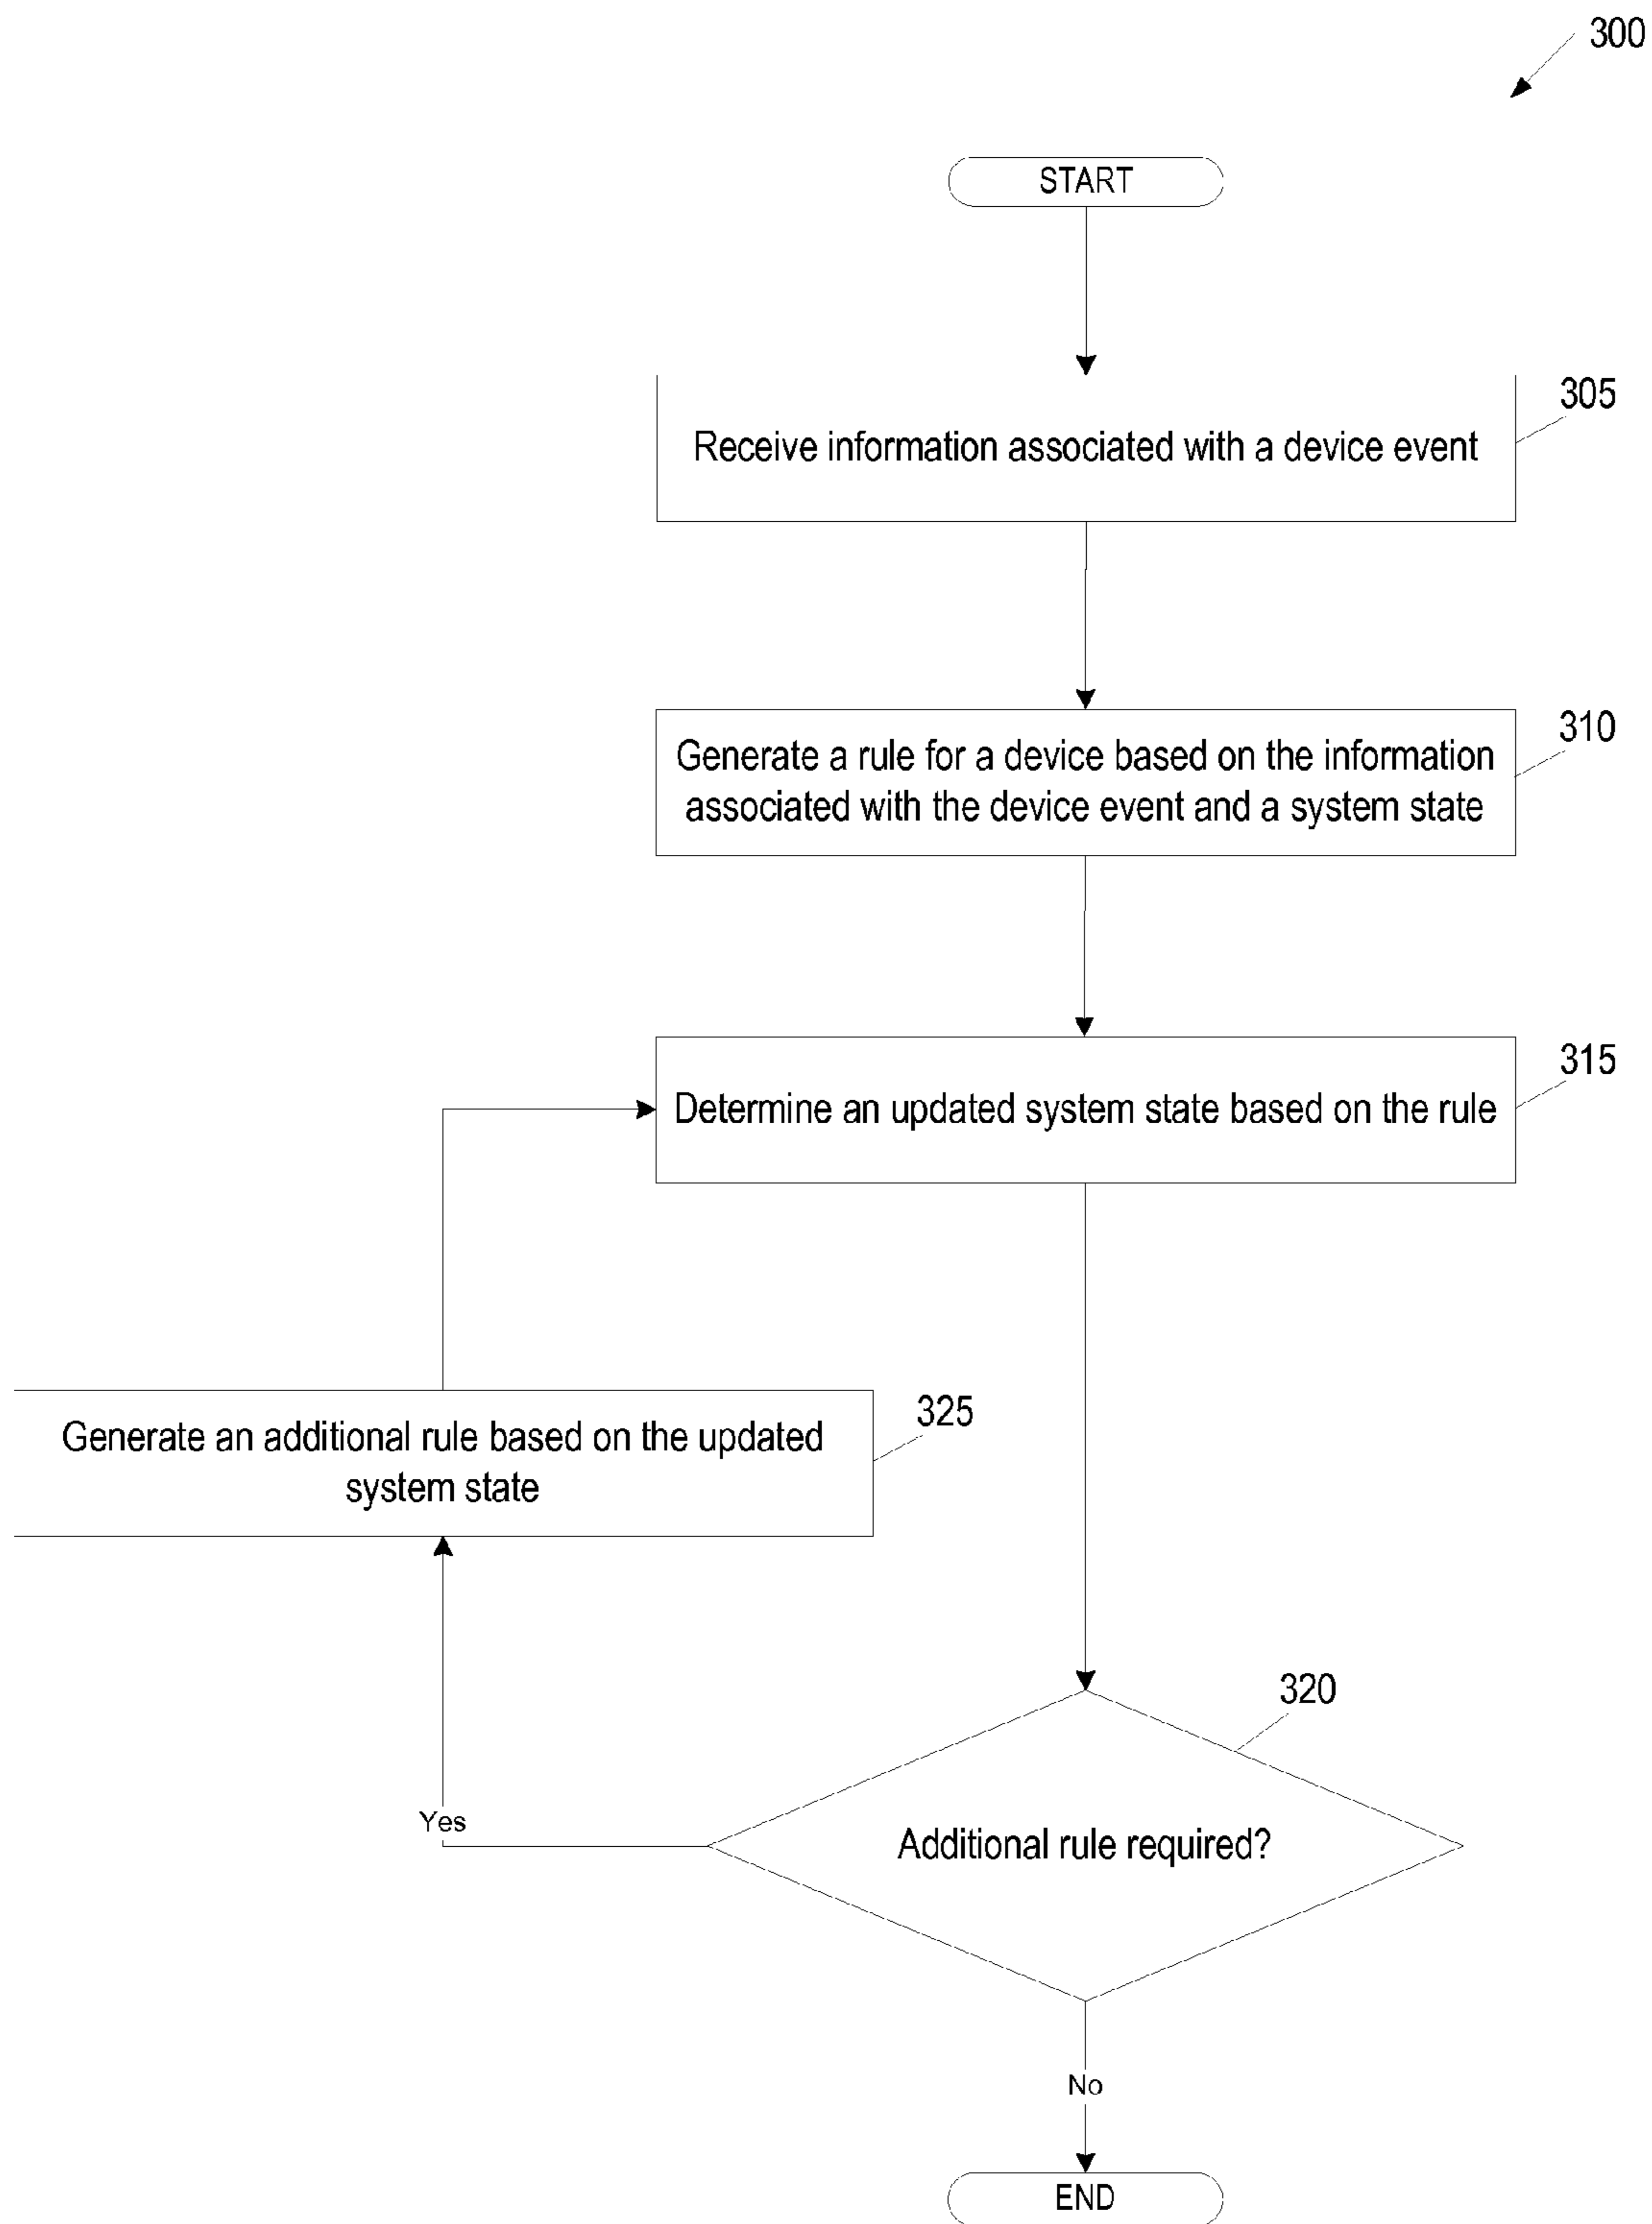 300
START
305
Receive information associated with a device event
310
Generate a rule for a device based on the information
associated with the device event and a system state
315
Determine an updated system state based on the rule
325
Generate an additional rule based on the updated
system state
320
Yes
Additional rule required?
No
END